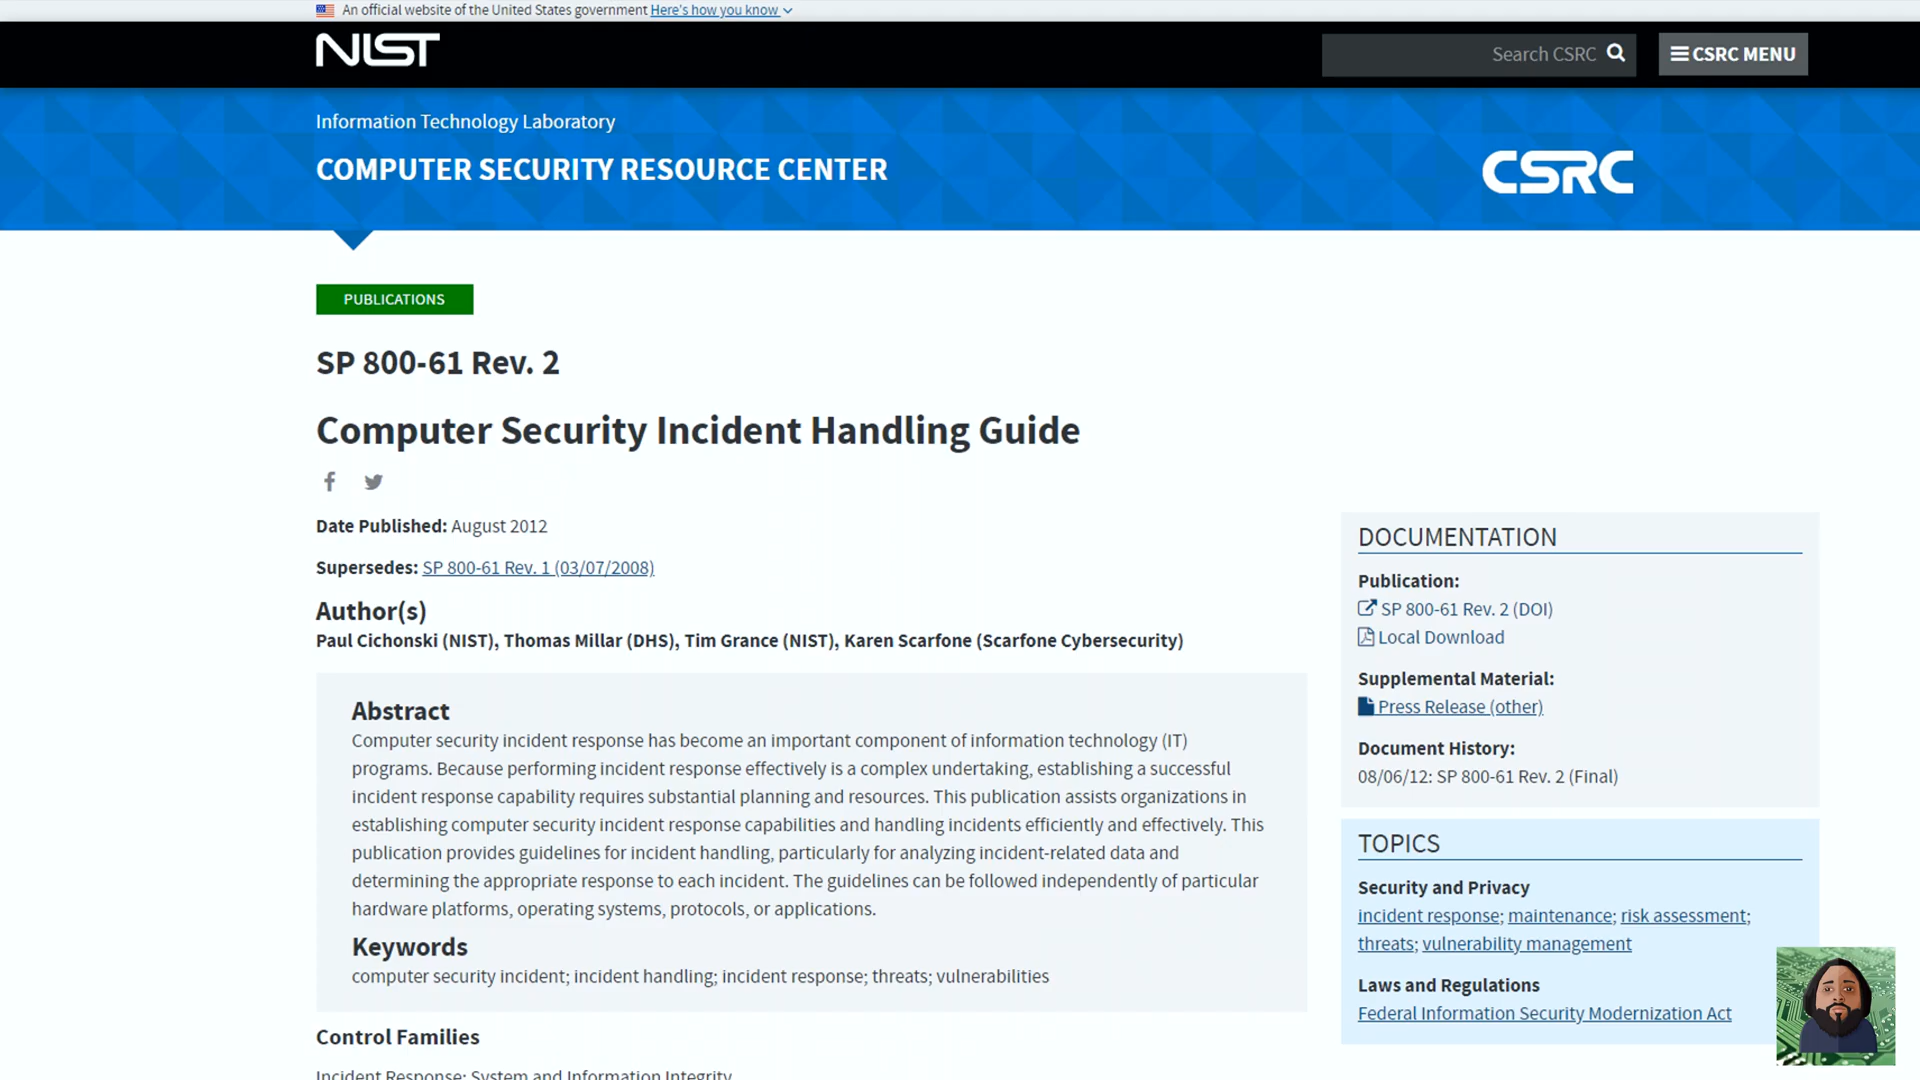 An official website of the United States government Here's how you know
NIST
Search CSRC
CSRC MENU
Information Technology Laboratory
COMPUTER SECURITY RESOURCE CENTER
CSRC
PUBLICATIONS
SP 800-61 Rev. 2
Computer Security Incident Handling Guide
Date Published: August 2012
Supersedes: SP 800-61 Rev. 1 (03/07/2008)
Author(s)
Paul Cichonski (NIST), Thomas Millar (DHS), Tim Grance (NIST), Karen Scarfone (Scarfone Cybersecurity)
Abstract
Computer security incident response has become an important component of information technology (IT)
programs. Because performing incident response effectively is a complex undertaking, establishing a successful
incident response capability requires substantial planning and resources. This publication assists organizations in
establishing computer security incident response capabilities and handling incidents efficiently and effectively. This
publication provides guidelines for incident handling, particularly for analyzing incident-related data and
determining the appropriate response to each incident. The guidelines can be followed independently of particular
hardware platforms, operating systems, protocols, or applications.
Keywords
computer security incident; incident handling; incident response; threats; vulnerabilities
Control Families
Incident Response; System and Information Integrity
DOCUMENTATION
Publication:
SP 800-61 Rev. 2 (DOI)
Local Download
Supplemental Material:
Press Release (other)
Document History:
08/06/12: SP 800-61 Rev. 2 (Final)
TOPICS
Security and Privacy
incident response; maintenance; risk assessment;
threats; vulnerability management
Laws and Regulations
Federal Information Security Modernization Act